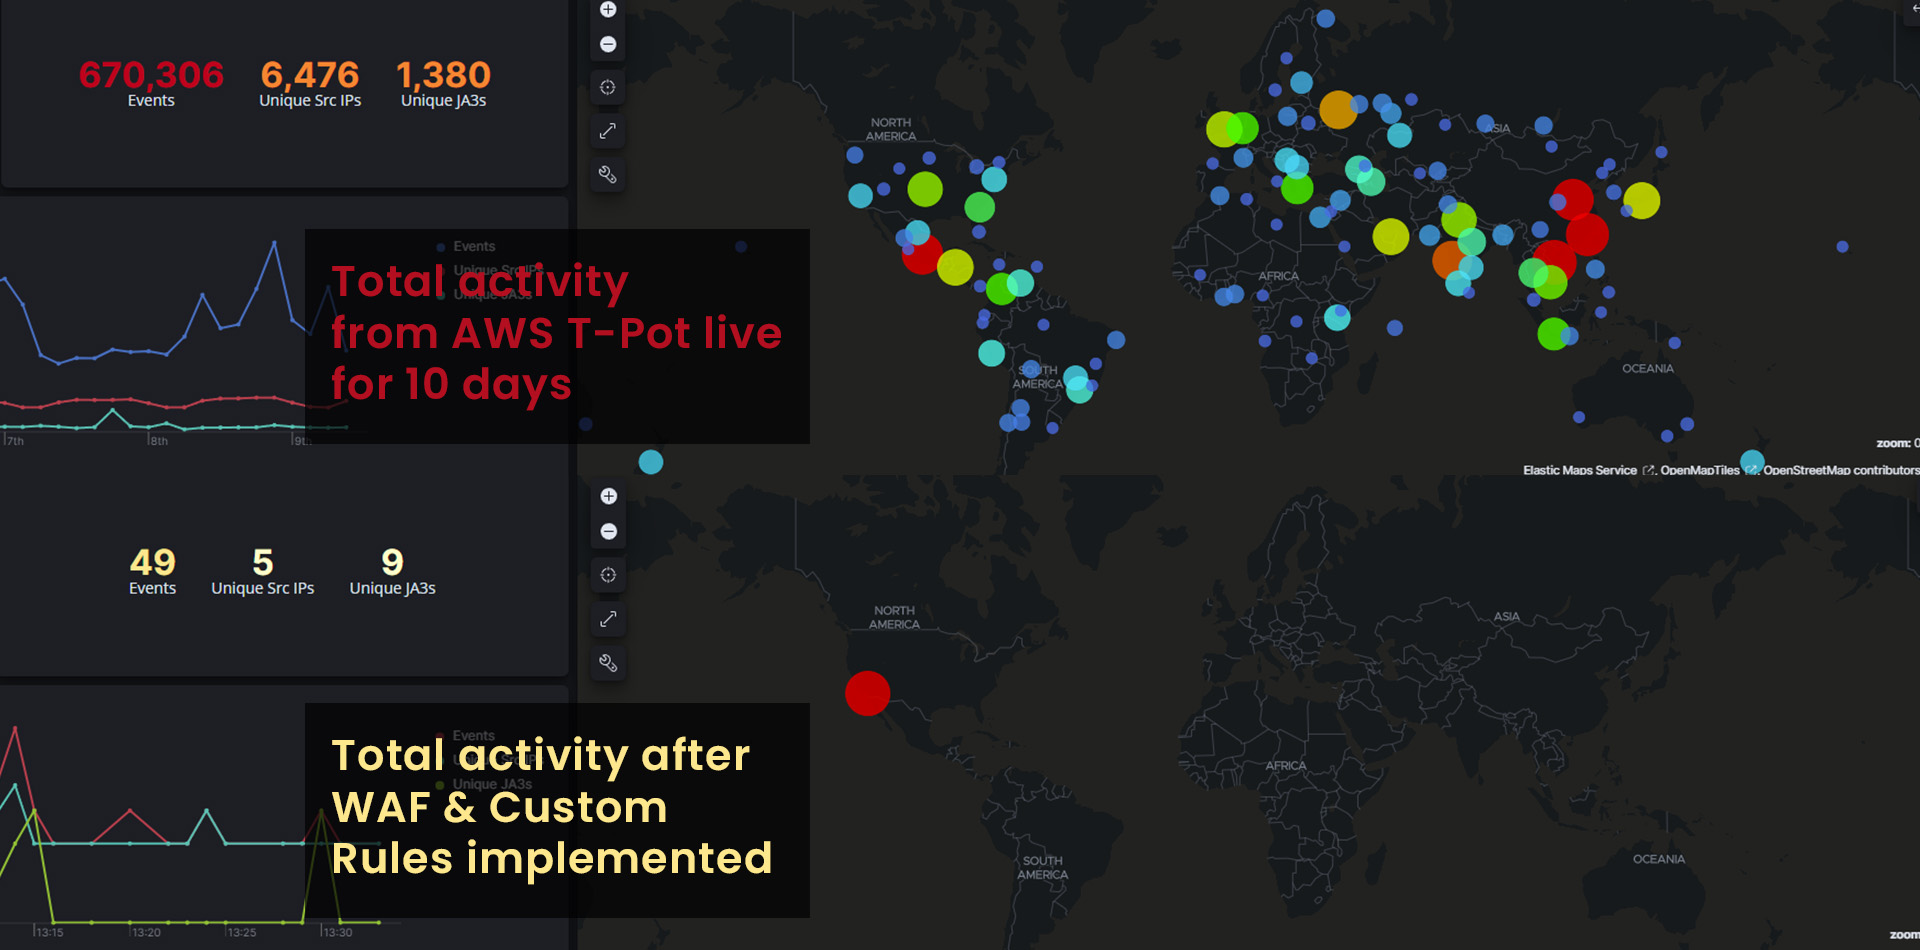 670,306
Events
6,476
Unique Src IPs
1,380
Unique JA3s
Events
Unique Src IPs
Unique JA3s
Total activity
from AWS T-Pot live
for 10 days
7th
8th
9th
NORTH
AMERICA
SOUTH
AMERICA
AFRICA
ASIA
OCEANIA
zoom: 0
Elastic Maps Service, OpenMapTiles, OpenStreetMap contributors
49
Events
5
Unique Src IPs
9
Unique JA3s
Events
Unique Src IPs
Unique JA3s
Total activity after
WAF & Custom
Rules implemented
13:15
13:20
13:25
13:30
NORTH
AMERICA
SOUTH
AMERICA
AFRICA
ASIA
OCEANIA
zoom